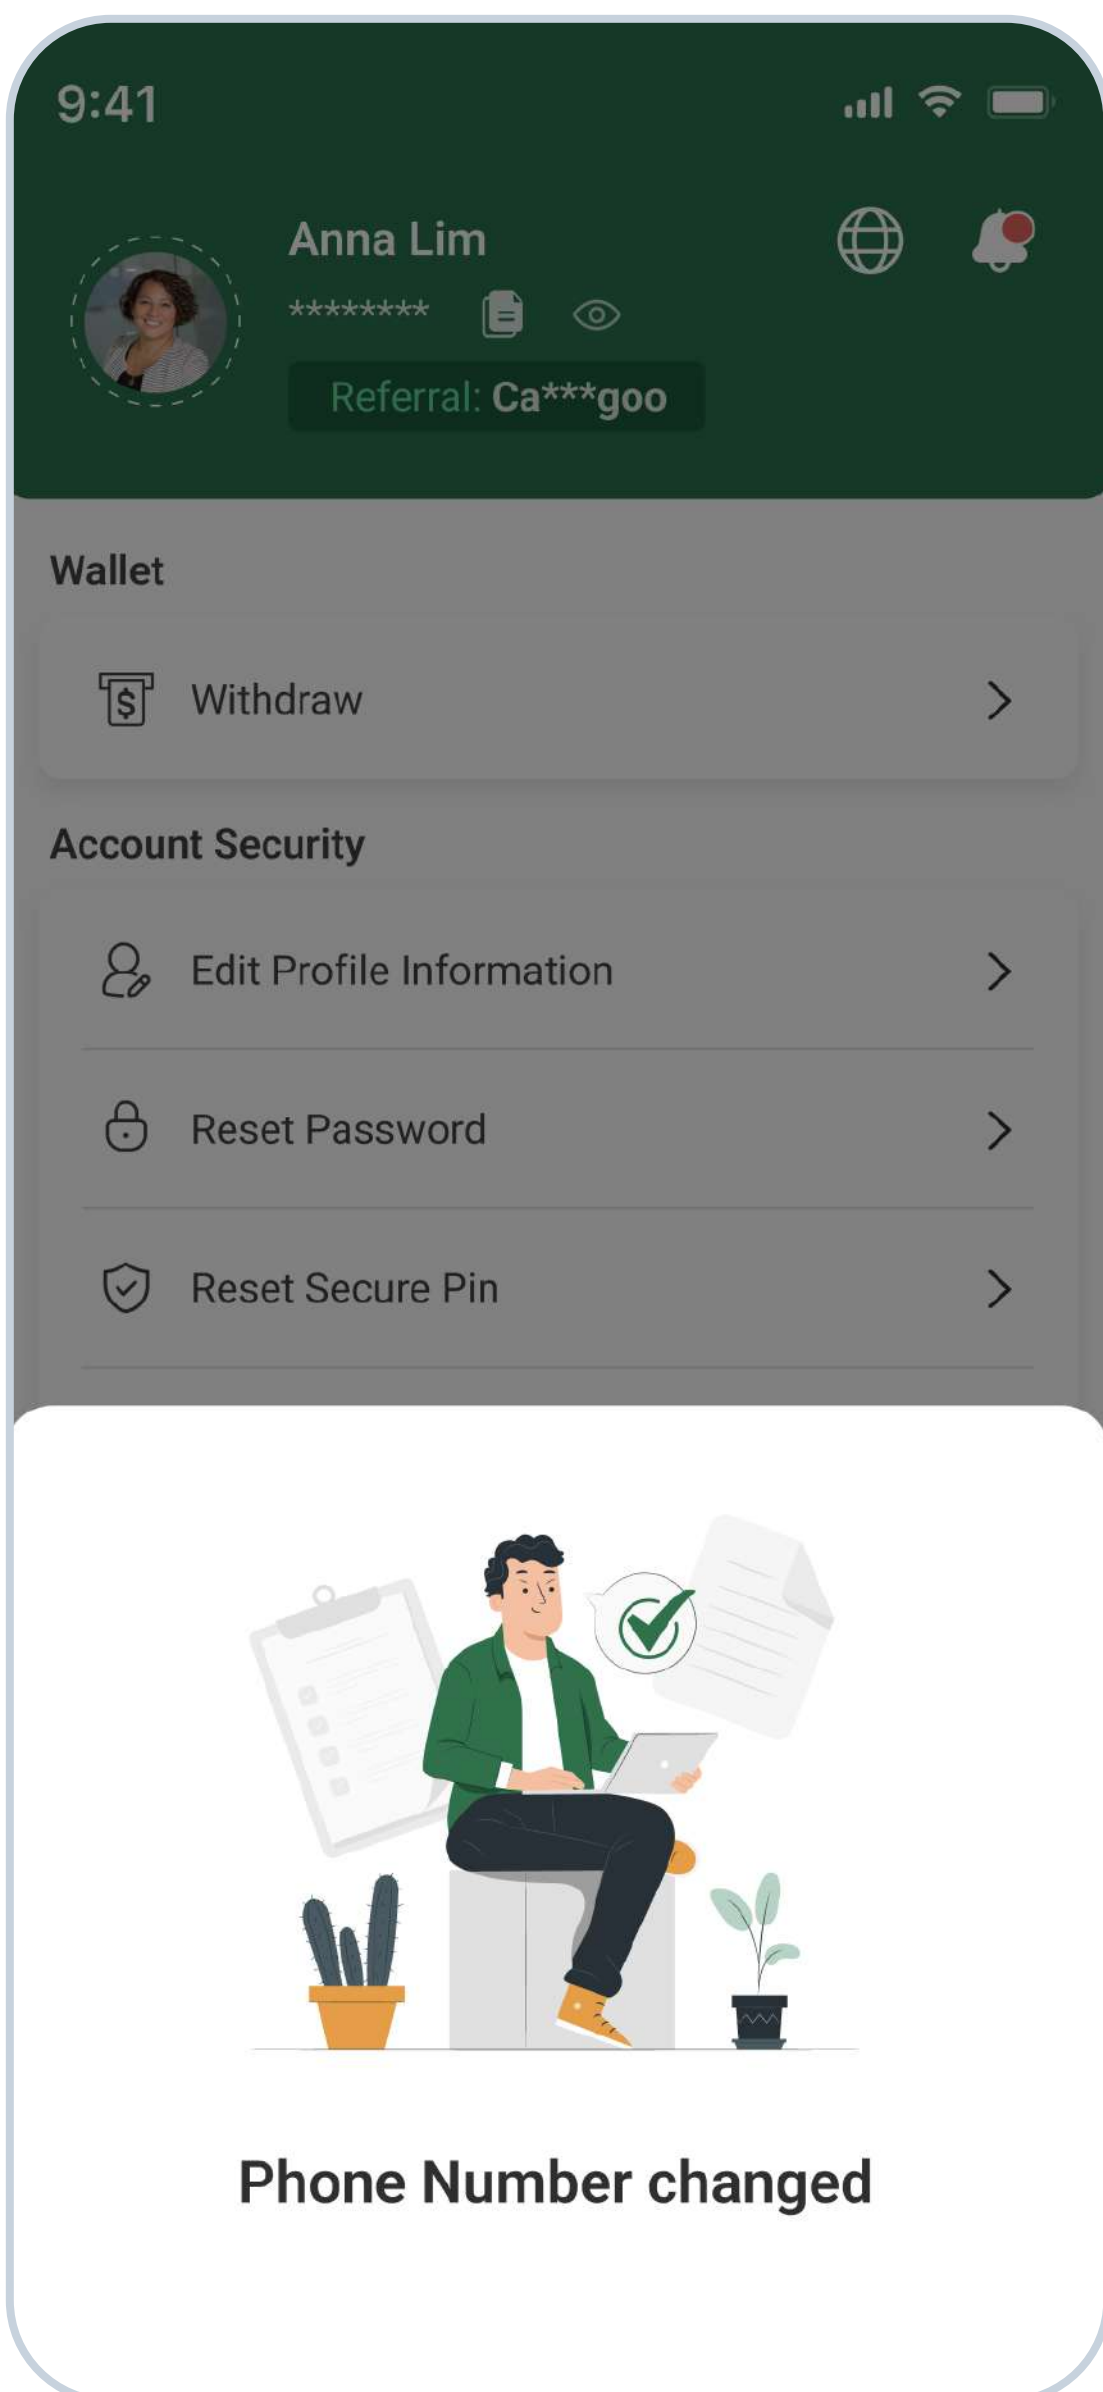 9:41
Anna Lim
********
Referral: Ca***goo
Wallet
Withdraw
Account Security
Edit Profile Information
Reset Password
Reset Secure Pin
Phone Number changed